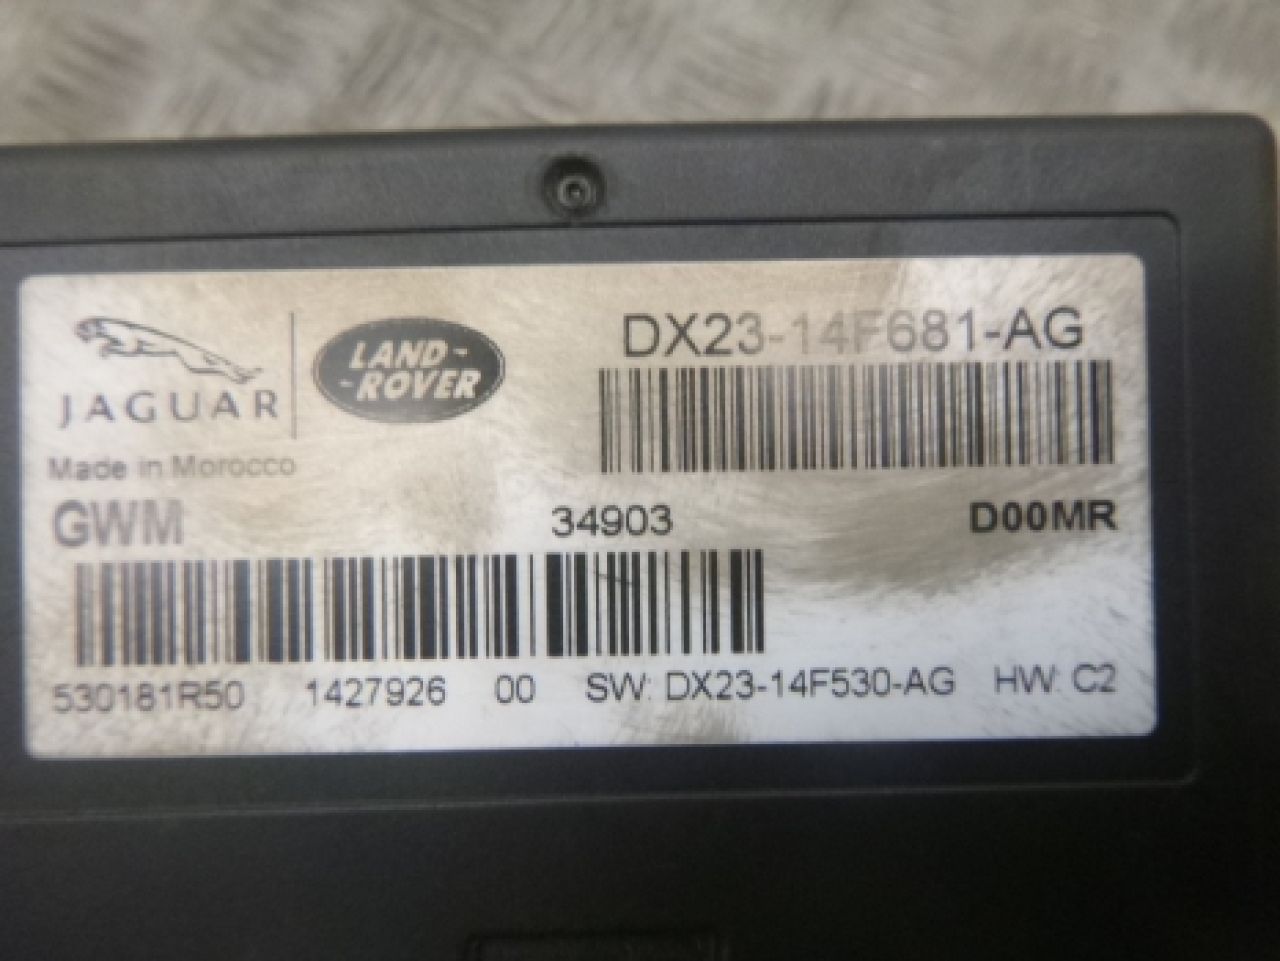 DX23-14F681-AG
JAGUAR
LAND-
-ROVER
Made in Morocco
GWM 34903 D00MR
530181R50 1427926 00 SW: DX23-14F530-AG HW: C2